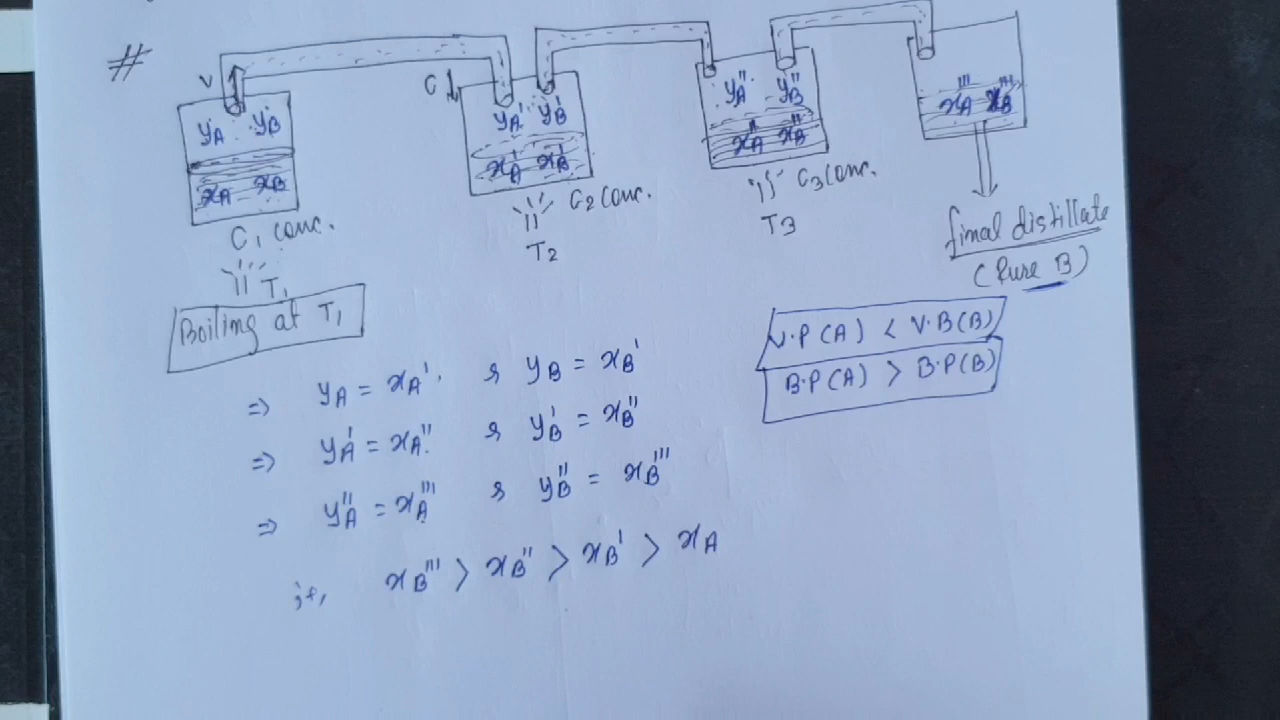 #
V C↓
yA yB yA' yB' yA'' yB''
xA xB xA' xB' xA'' xB'' xA''' xB'''
C1 conc. C2 conc. C3 conc.
T1 T2 T3
final distillate
(Pure B)
Boiling at T1
V.P(A) < V.B(B)
B.P(A) > B.P(B)
⇒ yA = xA', & yB = xB'
⇒ yA' = xA'' & yB' = xB''
⇒ yA'' = xA''' & yB'' = xB'''
if, xB''' > xB'' > xB' > xA